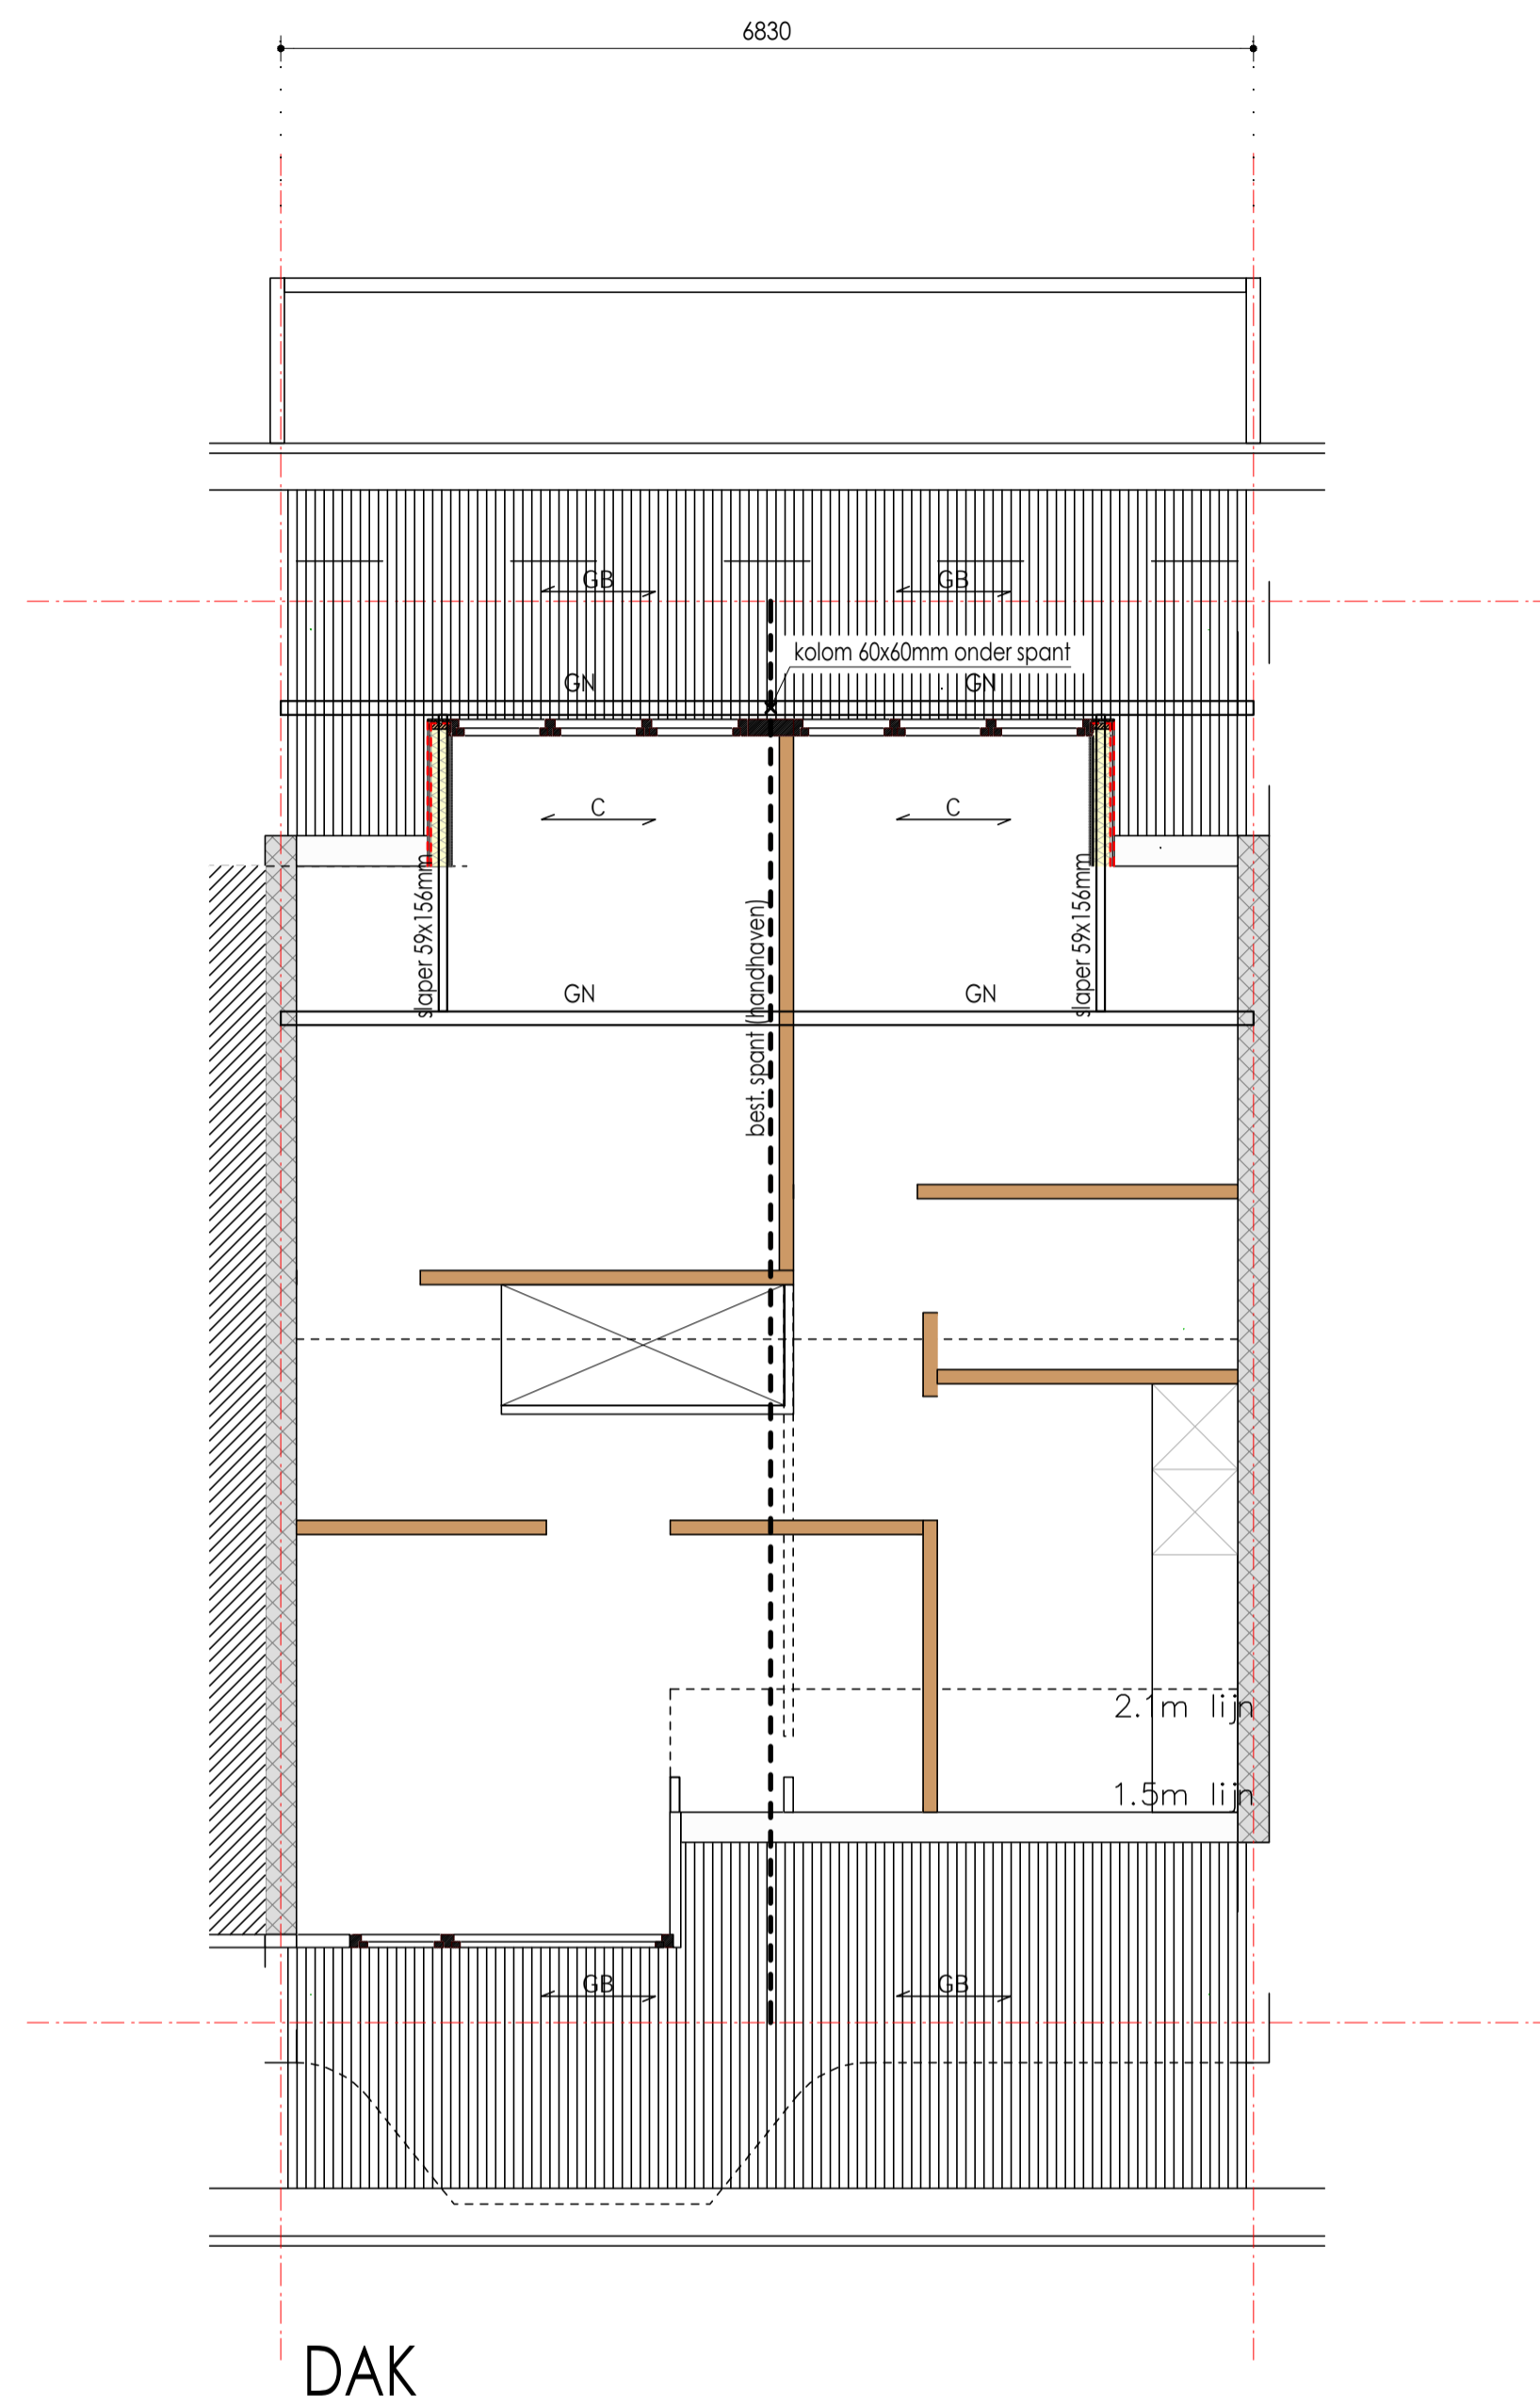 6830
GB
GB
kolom 60x60mm onder spant
GN
GN
C
C
slaper 59x156mm
slaper 59x156mm
best. spant (handhaven)
GN
GN
2.1m lijn
1.5m lijn
GB
GB
DAK